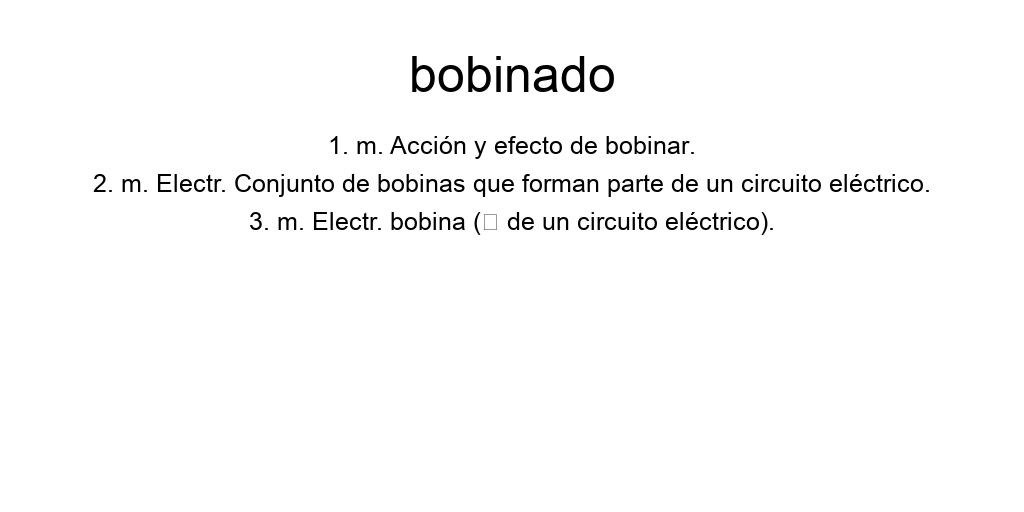 bobinado
1. m. Acción y efecto de bobinar.
2. m. Electr. Conjunto de bobinas que forman parte de un circuito eléctrico.
3. m. Electr. bobina (□ de un circuito eléctrico).